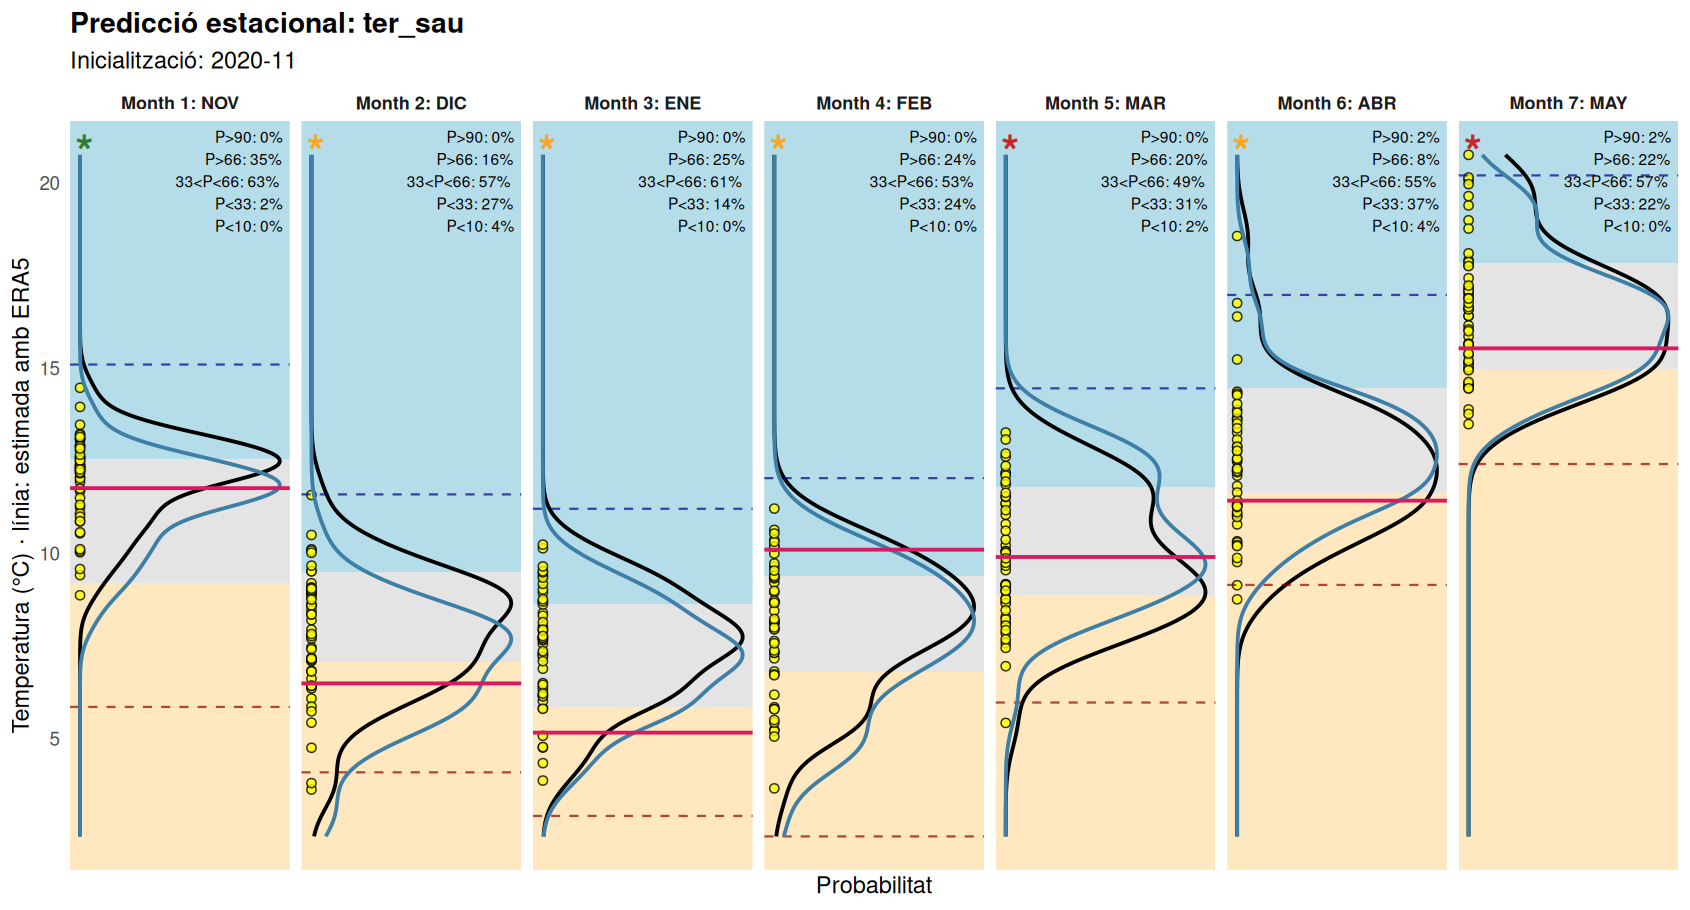 Predicció estacional: ter_sau
Inicialització: 2020-11
Month 1: NOV
Month 2: DIC
Month 3: ENE
Month 4: FEB
Month 5: MAR
Month 6: ABR
Month 7: MAY
*
P>90: 0%
P>66: 35%
33<P<66: 63%
P<33: 2%
P<10: 0%
*
P>90: 0%
P>66: 16%
33<P<66: 57%
P<33: 27%
P<10: 4%
*
P>90: 0%
P>66: 25%
33<P<66: 61%
P<33: 14%
P<10: 0%
*
P>90: 0%
P>66: 24%
33<P<66: 53%
P<33: 24%
P<10: 0%
*
P>90: 0%
P>66: 20%
33<P<66: 49%
P<33: 31%
P<10: 2%
*
P>90: 2%
P>66: 8%
33<P<66: 55%
P<33: 37%
P<10: 4%
*
P>90: 2%
P>66: 22%
33<P<66: 57%
P<33: 22%
P<10: 0%
20
15
10
5
Temperatura (°C) · línia: estimada amb ERA5
Probabilitat